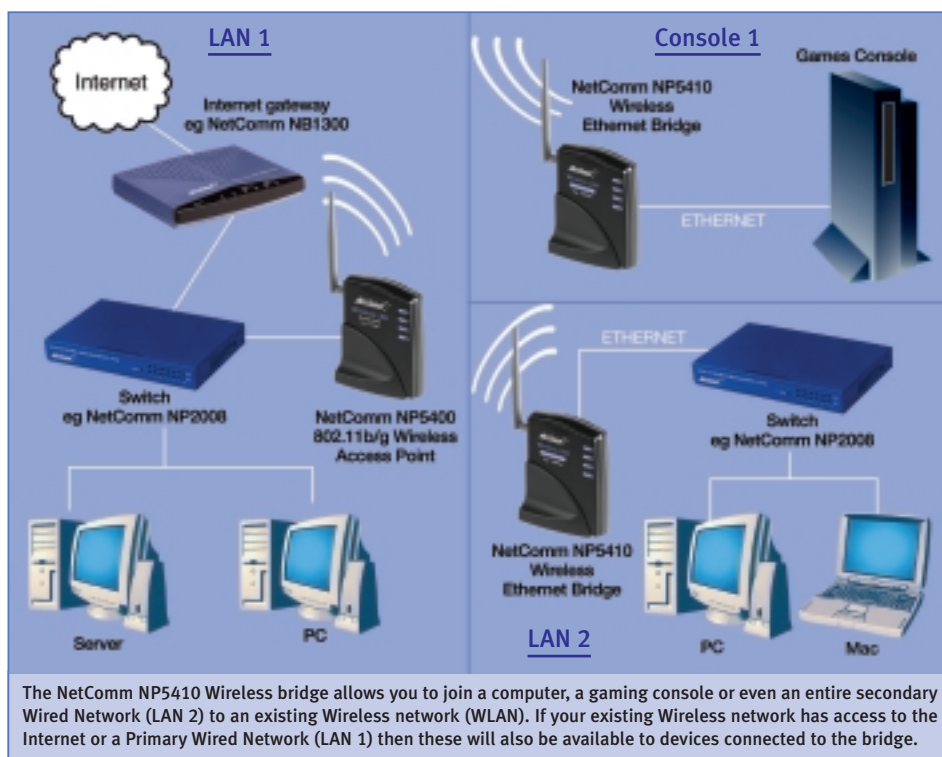 LAN 1
Internet
Internet gateway
eg NetComm NB1300
Switch
eg NetComm NP2008
NetComm NP5400
802.11b/g Wireless
Access Point
Server
PC
Console 1
Games Console
NetComm NP5410
Wireless
Ethernet Bridge
ETHERNET
ETHERNET
Switch
eg NetComm NP2008
NetComm NP5410
Wireless
Ethernet Bridge
LAN 2
PC
Mac
The NetComm NP5410 Wireless bridge allows you to join a computer, a gaming console or even an entire secondary
Wired Network (LAN 2) to an existing Wireless network (WLAN). If your existing Wireless network has access to the
Internet or a Primary Wired Network (LAN 1) then these will also be available to devices connected to the bridge.